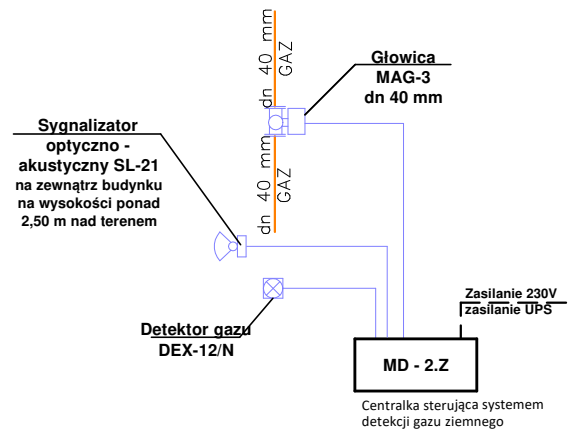 dn 40 mm
GAZ
Głowica
MAG-3
dn 40 mm
Sygnalizator
optyczno -
akustyczny SL-21
na zewnątrz budynku
na wysokości ponad
2,50 m nad terenem
dn 40 mm
GAZ
Detektor gazu
DEX-12/N
Zasilanie 230V
zasilanie UPS
MD - 2.Z
Centralka sterująca systemem
detekcji gazu ziemnego